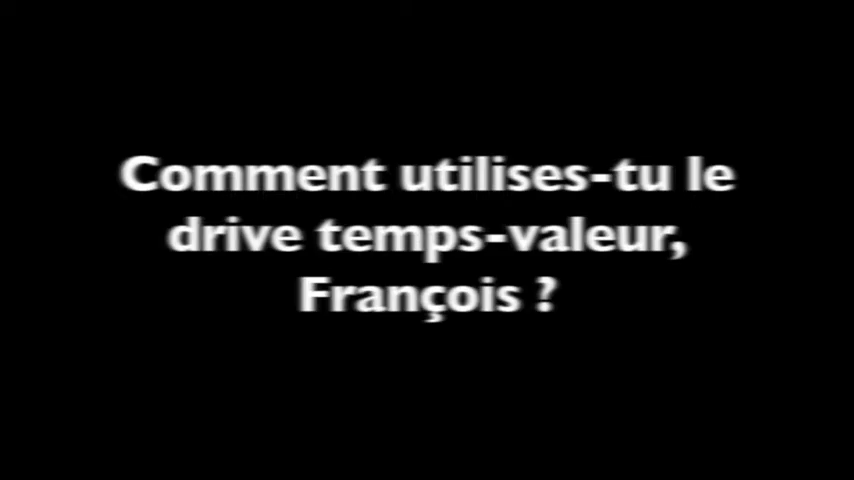 Comment utilises-tu le
drive temps-valeur,
François ?